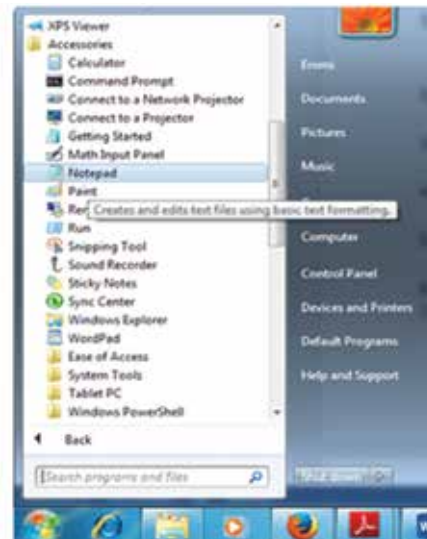 XPS Viewer
Accessories
Calculator
Command Prompt
Connect to a Network Projector
Connect to a Projector
Getting Started
Math Input Panel
Notepad
Paint
Creates and edits text files using basic text formatting.
Run
Snipping Tool
Sound Recorder
Sticky Notes
Sync Center
Windows Explorer
WordPad
Ease of Access
System Tools
Tablet PC
Windows PowerShell
Back
Search programs and files
Documents
Pictures
Music
Computer
Control Panel
Devices and Printers
Default Programs
Help and Support
Shut down